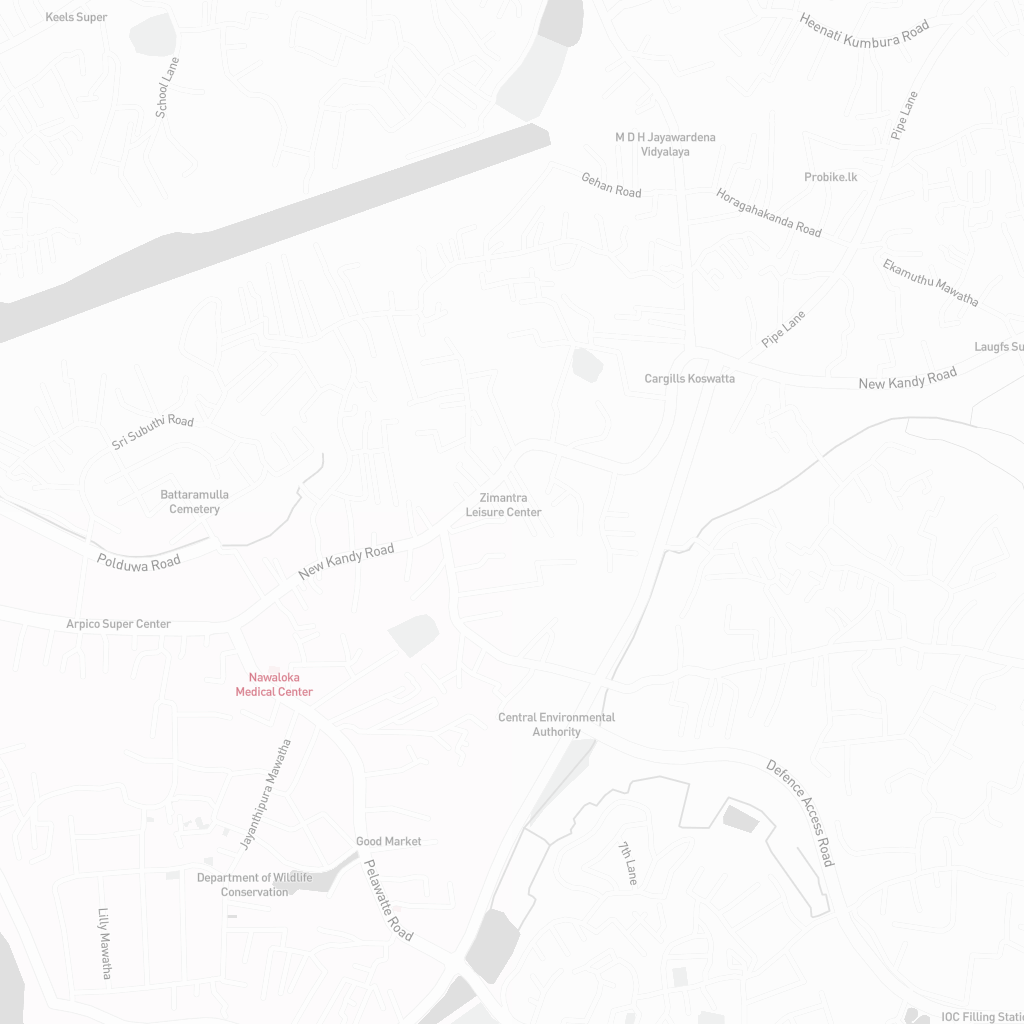 Keels Super
School Lane
Heenati Kumbura Road
Pipe Lane
M D H Jayawardena
Vidyalaya
Probike.lk
Gehan Road
Horagahakanda Road
Ekamuthu Mawatha
Pipe Lane
Laugfs Su
Cargills Koswatta
New Kandy Road
Sri Subuthi Road
Battaramulla
Cemetery
Zimantra
Leisure Center
Polduwa Road
New Kandy Road
Arpico Super Center
Nawaloka
Medical Center
Central Environmental
Authority
Jayanthipura Mawatha
Defence Access Road
Good Market
7th Lane
Department of Wildlife
Conservation
Pelawatte Road
Lilly Mawatha
IOC Filling Statio